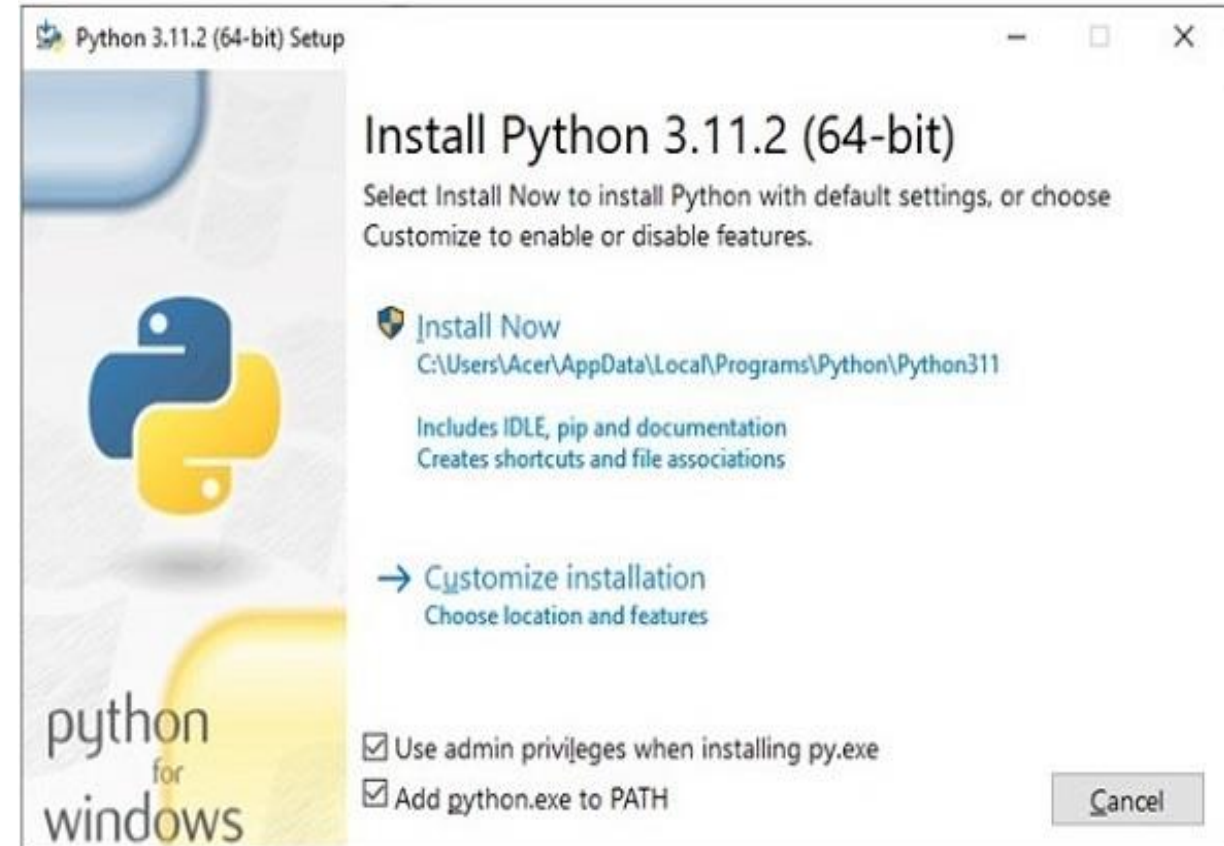 Python 3.11.2 (64-bit) Setup
Install Python 3.11.2 (64-bit)
Select Install Now to install Python with default settings, or choose
Customize to enable or disable features.
Install Now
C:\Users\Acer\AppData\Local\Programs\Python\Python311
Includes IDLE, pip and documentation
Creates shortcuts and file associations
Customize installation
Choose location and features
Use admin privileges when installing py.exe
Add python.exe to PATH
Cancel
python
for
windows